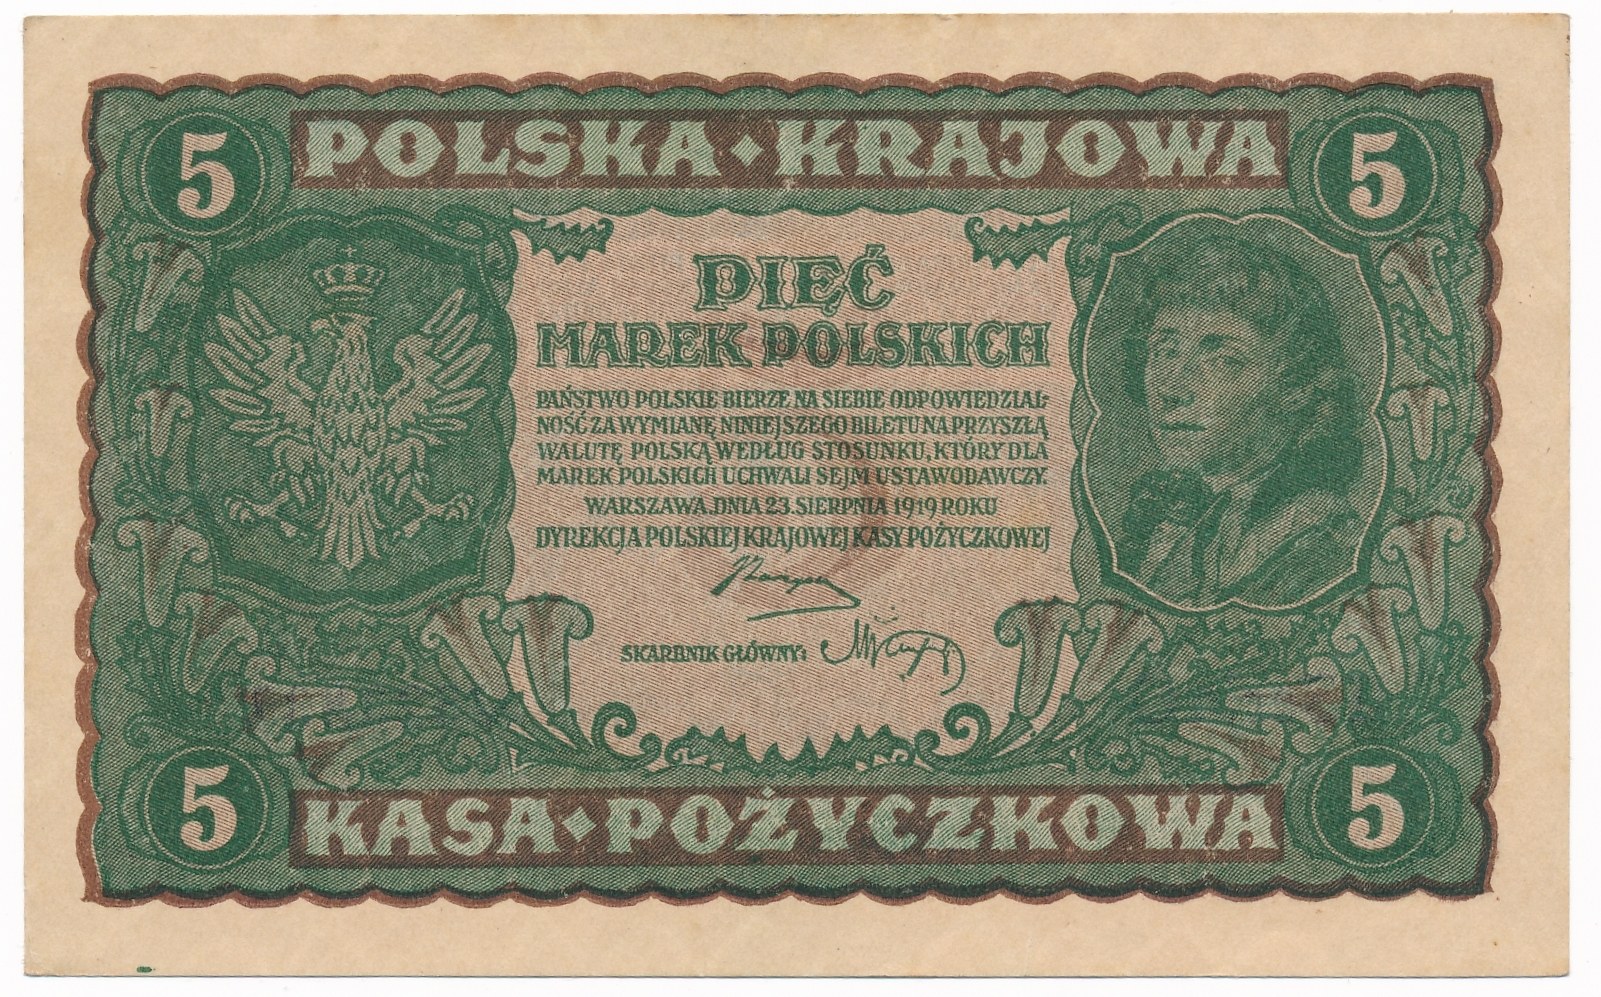 5 POLSKA·KRAJOWA 5
PIĘĆ
MAREK POLSKICH
PAŃSTWO POLSKIE BIERZE NA SIEBIE ODPOWIEDZIAL-
NOŚĆ ZA WYMIANĘ NINIEJSZEGO BILETU NA PRZYSZŁĄ
WALUTĘ POLSKĄ WEDŁUG STOSUNKU, KTÓRY DLA
MAREK POLSKICH UCHWALI SEJM USTAWODAWCZY.
WARSZAWA.DNIA 23.SIERPNIA 1919 ROKU
DYREKCJA POLSKIEJ KRAJOWEJ KASY POŻYCZKOWEJ
SKARBNIK GŁÓWNY:
5 KASA·POŻYCZKOWA 5